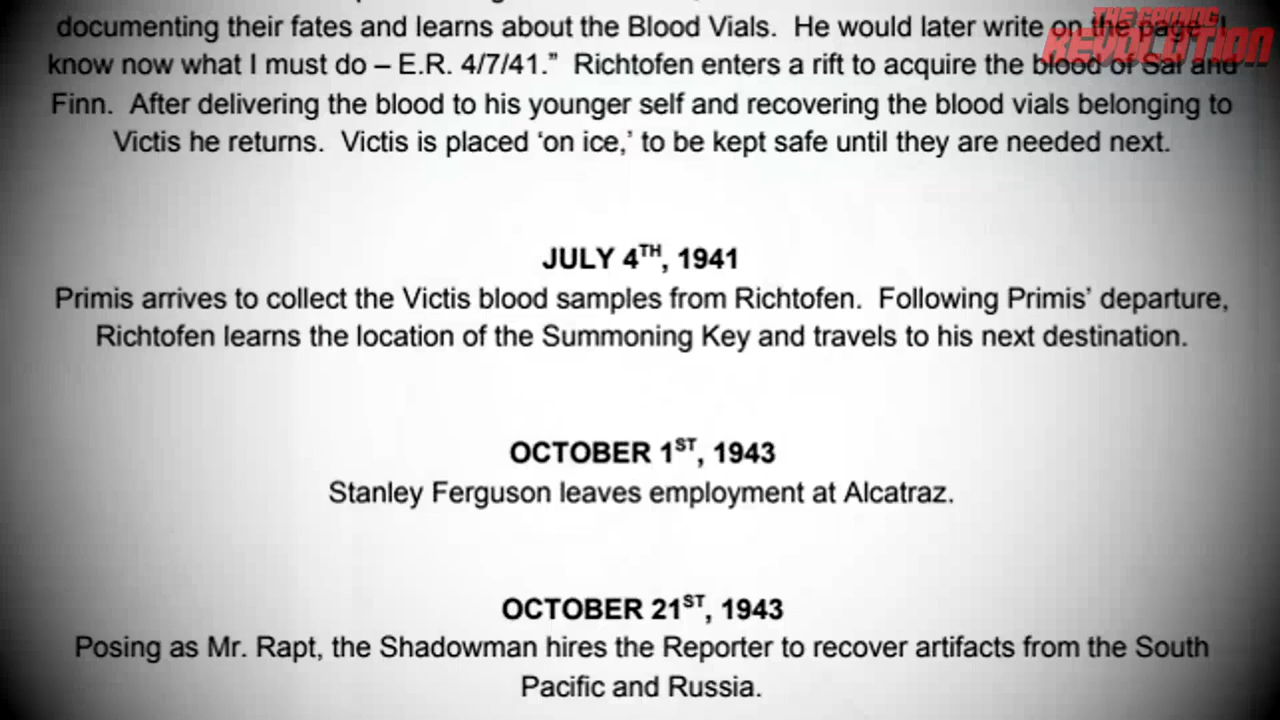 documenting their fates and learns about the Blood Vials. He would later write on the page "I
know now what I must do – E.R. 4/7/41.” Richtofen enters a rift to acquire the blood of Sal and
Finn. After delivering the blood to his younger self and recovering the blood vials belonging to
Victis he returns. Victis is placed ‘on ice,’ to be kept safe until they are needed next.
JULY 4TH, 1941
Primis arrives to collect the Victis blood samples from Richtofen. Following Primis’ departure,
Richtofen learns the location of the Summoning Key and travels to his next destination.
OCTOBER 1ST, 1943
Stanley Ferguson leaves employment at Alcatraz.
OCTOBER 21ST, 1943
Posing as Mr. Rapt, the Shadowman hires the Reporter to recover artifacts from the South
Pacific and Russia.
THE GAMING
REVOLUTION